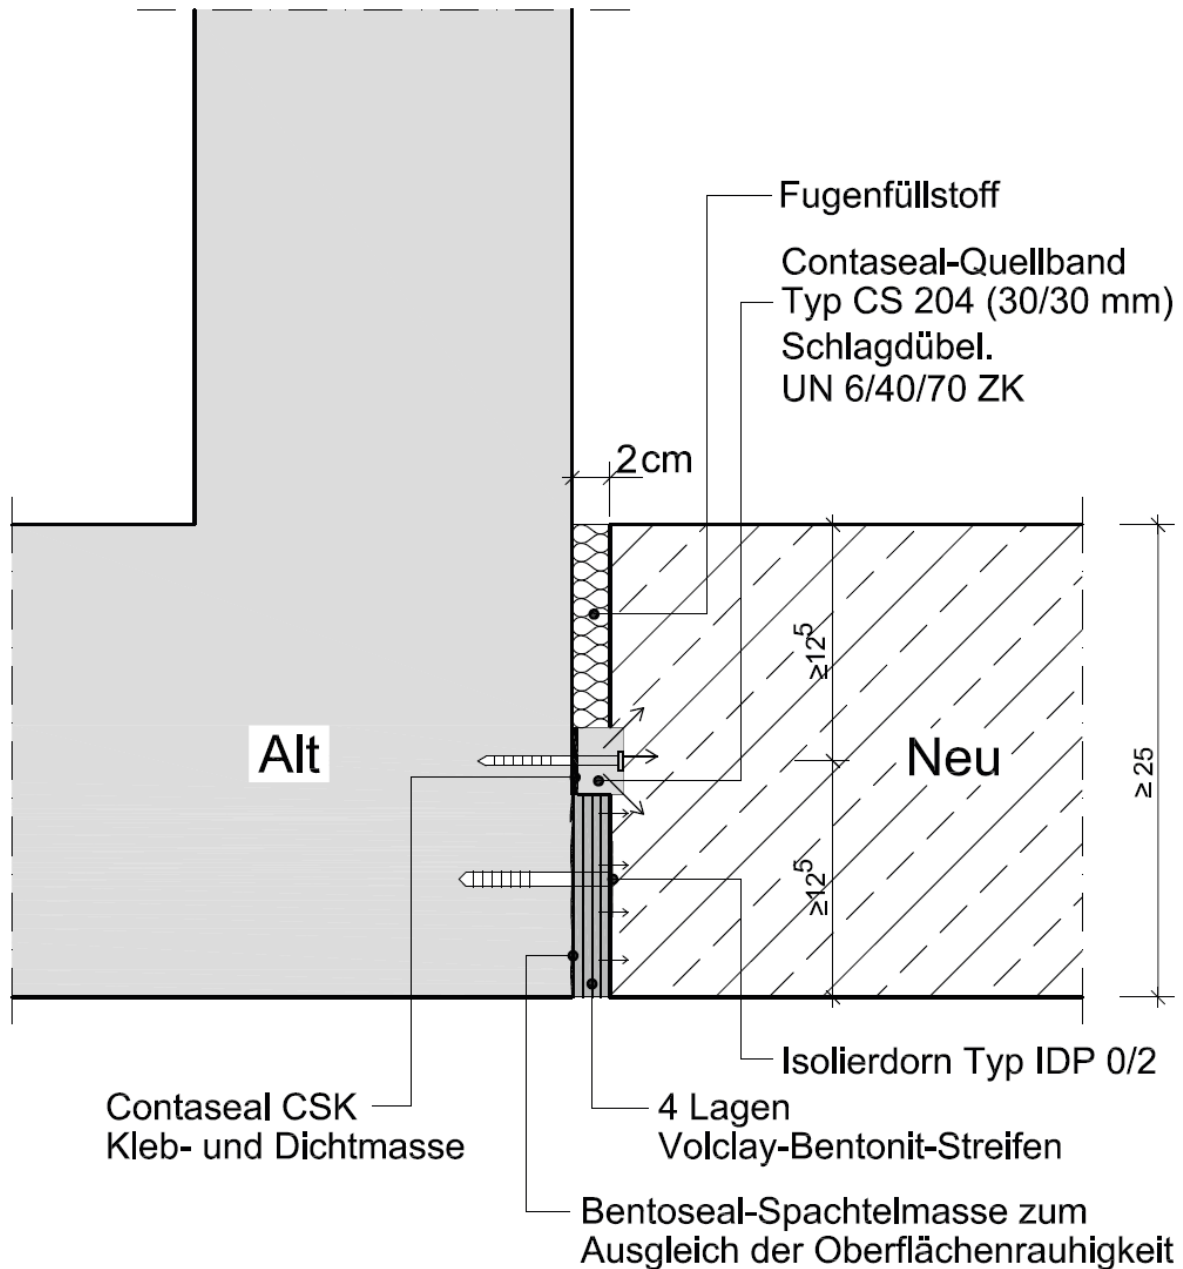 Fugenfüllstoff
Contaseal-Quellband
Typ CS 204 (30/30 mm)
Schlagdübel.
UN 6/40/70 ZK
2 cm
≥12⁵
Alt
Neu
≥25
≥12⁵
Isolierdorn Typ IDP 0/2
Contaseal CSK
Kleb- und Dichtmasse
4 Lagen
Volclay-Bentonit-Streifen
Bentoseal-Spachtelmasse zum
Ausgleich der Oberflächenrauhigkeit